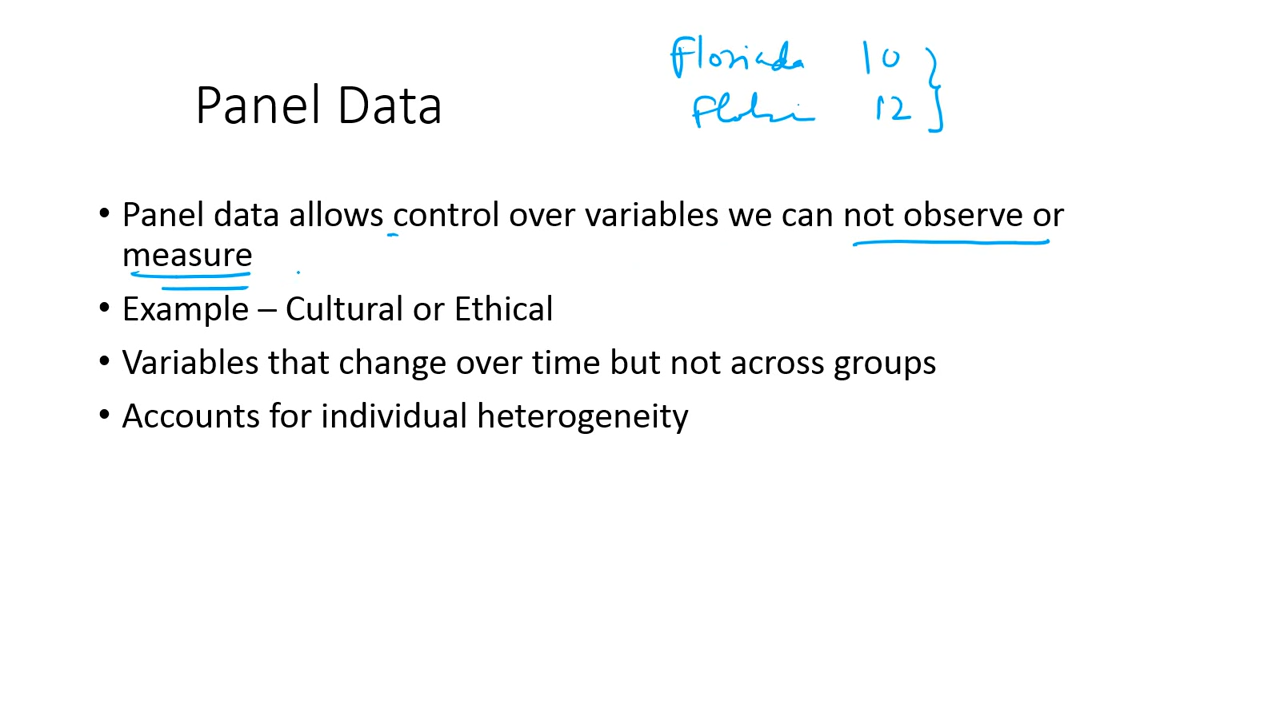 Floriada 10
12
Panel Data
• Panel data allows control over variables we can not observe or
measure
• Example – Cultural or Ethical
• Variables that change over time but not across groups
• Accounts for individual heterogeneity